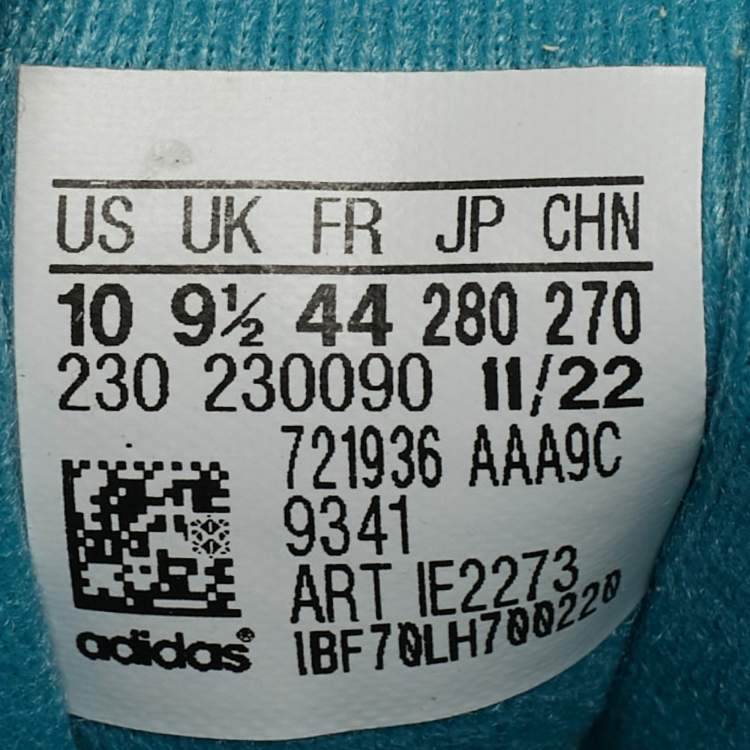 US UK FR JP CHN
10 9½ 44 280 270
230 230090 11/22
721936 AAA9C
9341
ART IE2273
adidas®
IBF70LH700220